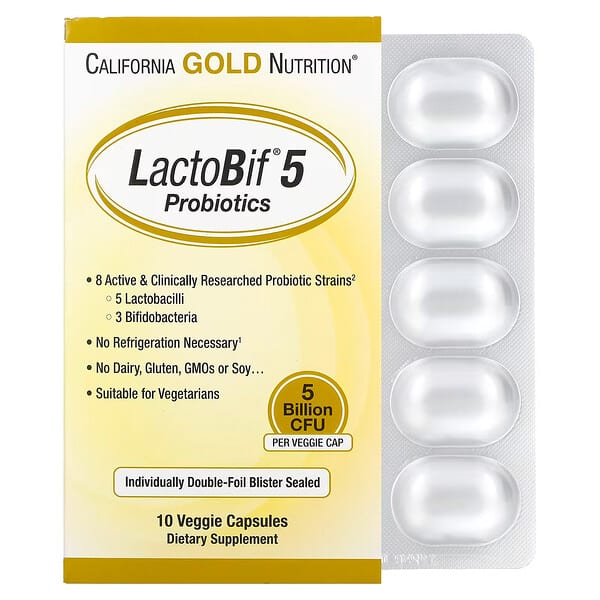 CALIFORNIA GOLD NUTRITION®
LactoBif® 5
Probiotics
• 8 Active & Clinically Researched Probiotic Strains²
○ 5 Lactobacilli
○ 3 Bifidobacteria
• No Refrigeration Necessary¹
• No Dairy, Gluten, GMOs or Soy…
• Suitable for Vegetarians
5
Billion
CFU
PER VEGGIE CAP
Individually Double-Foil Blister Sealed
10 Veggie Capsules
Dietary Supplement